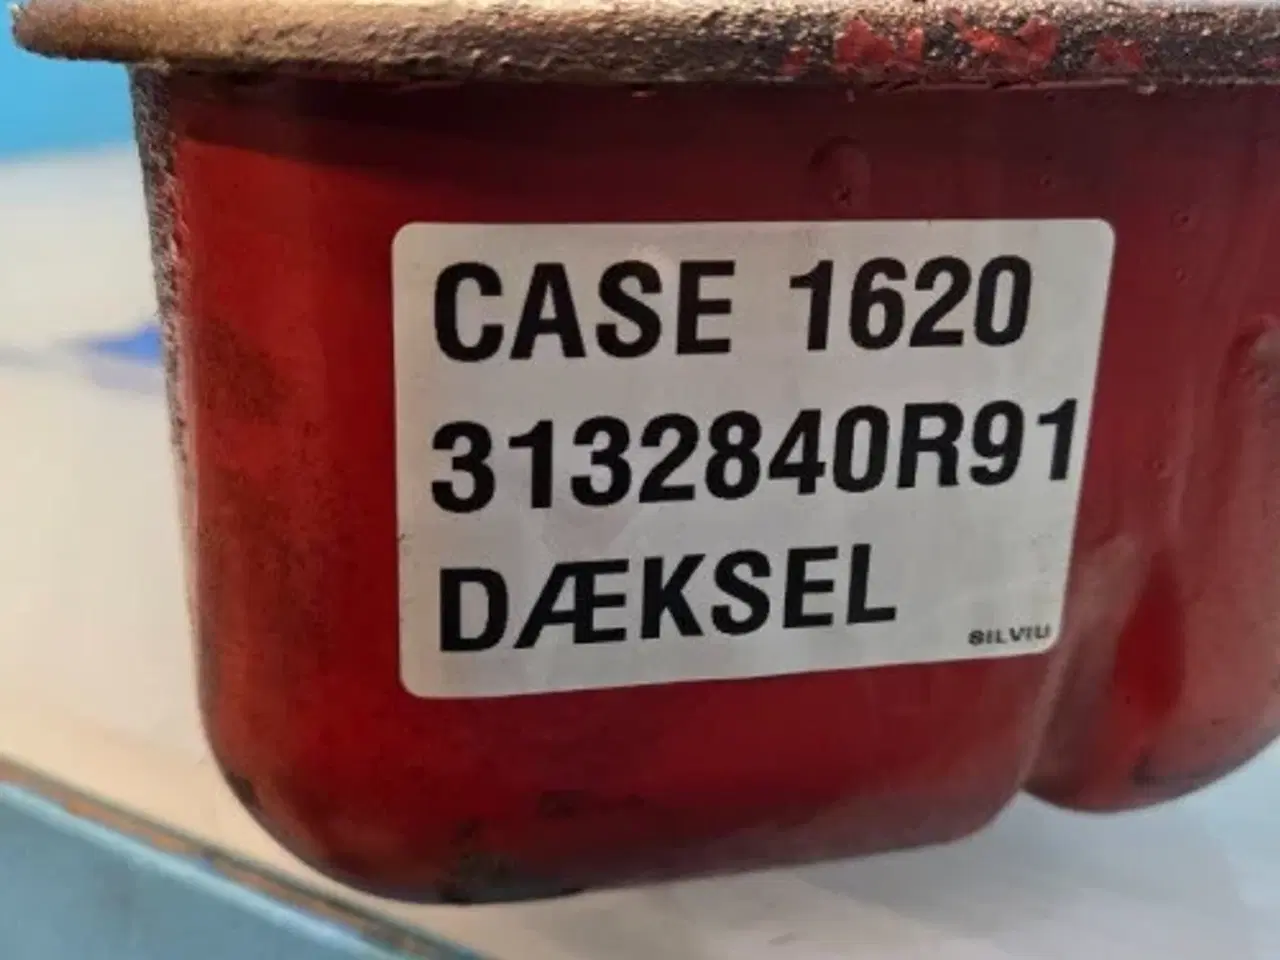 CASE 1620
3132840R91
DÆKSEL
SILVIU